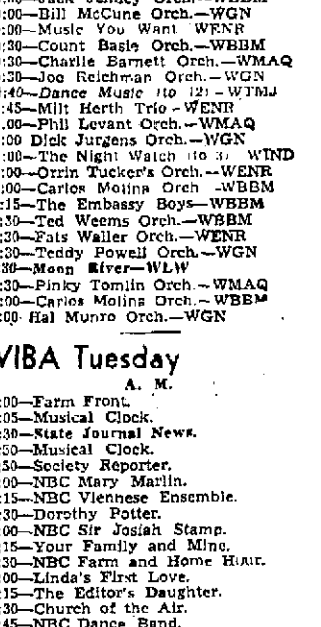 :00—Bill McCune Orch.—WGN
:00—Music You Want WENR
:30—Count Basie Orch.—WBBM
:30—Charlie Barnett Orch.—WMAQ
:30—Joe Reichman Orch.—WGN
:40—Dance Music (to 12)—WTMJ
:45—Milt Herth Trio—WENR
:00—Phil Levant Orch.—WMAQ
:00 Dick Jurgens Orch.—WGN
:00—The Night Watch (to 3) WIND
:00—Orrin Tucker's Orch.—WENR
:00—Carlos Molina Orch—WBBM
:15—The Embassy Boys—WBBM
:30—Ted Weems Orch.—WBBM
:30—Fats Waller Orch.—WENR
:30—Teddy Powell Orch.—WGN
:30—Moon River—WLW
:30—Pinky Tomlin Orch.—WMAQ
:00—Carlos Molina Orch.—WBBM
:00 Hal Munro Orch.—WGN
WIBA Tuesday
A. M.
:00—Farm Front.
:05—Musical Clock.
:30—State Journal News.
:50—Musical Clock.
:50—Society Reporter.
:00—NBC Mary Marlin.
:15—NBC Viennese Ensemble.
:30—Dorothy Potter.
:00—NBC Sir Josiah Stamp.
:15—Your Family and Mine.
:30—NBC Farm and Home Hour.
:00—Linda's First Love.
:15—The Editor's Daughter.
:30—Church of the Air.
:45—NBC Dance Band.